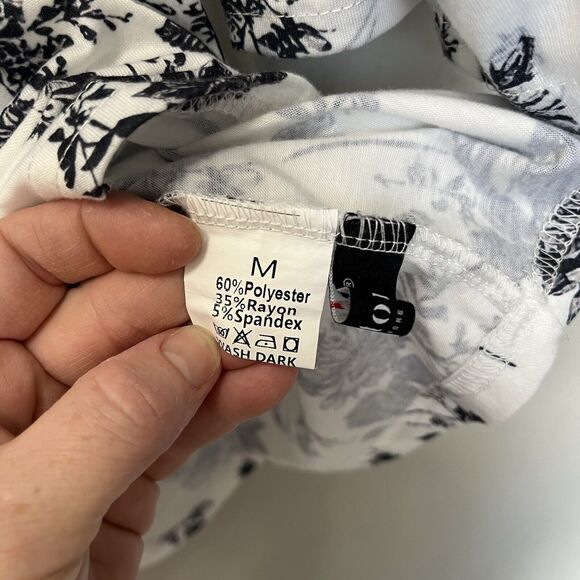 M
60%Polyester
35%Rayon
5%Spandex
WASH DARK